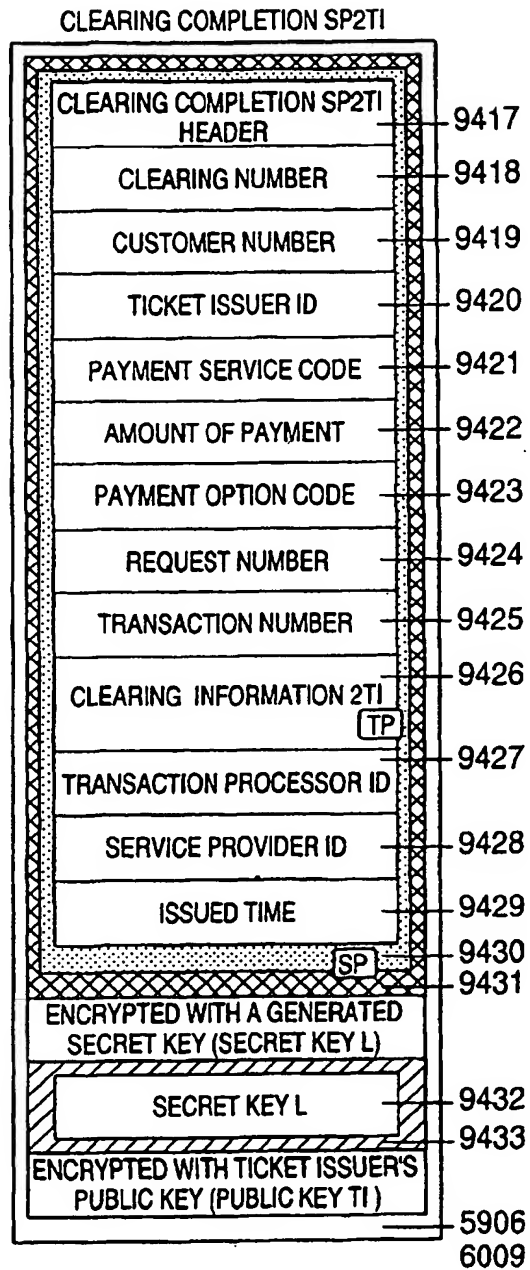 CLEARING COMPLETION SP2TI
CLEARING COMPLETION SP2TI
HEADER
9417
CLEARING NUMBER
9418
CUSTOMER NUMBER
9419
TICKET ISSUER ID
9420
PAYMENT SERVICE CODE
9421
AMOUNT OF PAYMENT
9422
PAYMENT OPTION CODE
9423
REQUEST NUMBER
9424
TRANSACTION NUMBER
9425
9426
CLEARING INFORMATION 2TI
TP
9427
TRANSACTION PROCESSOR ID
SERVICE PROVIDER ID
9428
ISSUED TIME
9429
SP
9430
9431
ENCRYPTED WITH A GENERATED
SECRET KEY (SECRET KEY L)
SECRET KEY L
9432
9433
ENCRYPTED WITH TICKET ISSUER'S
PUBLIC KEY (PUBLIC KEY TI )
5906
6009